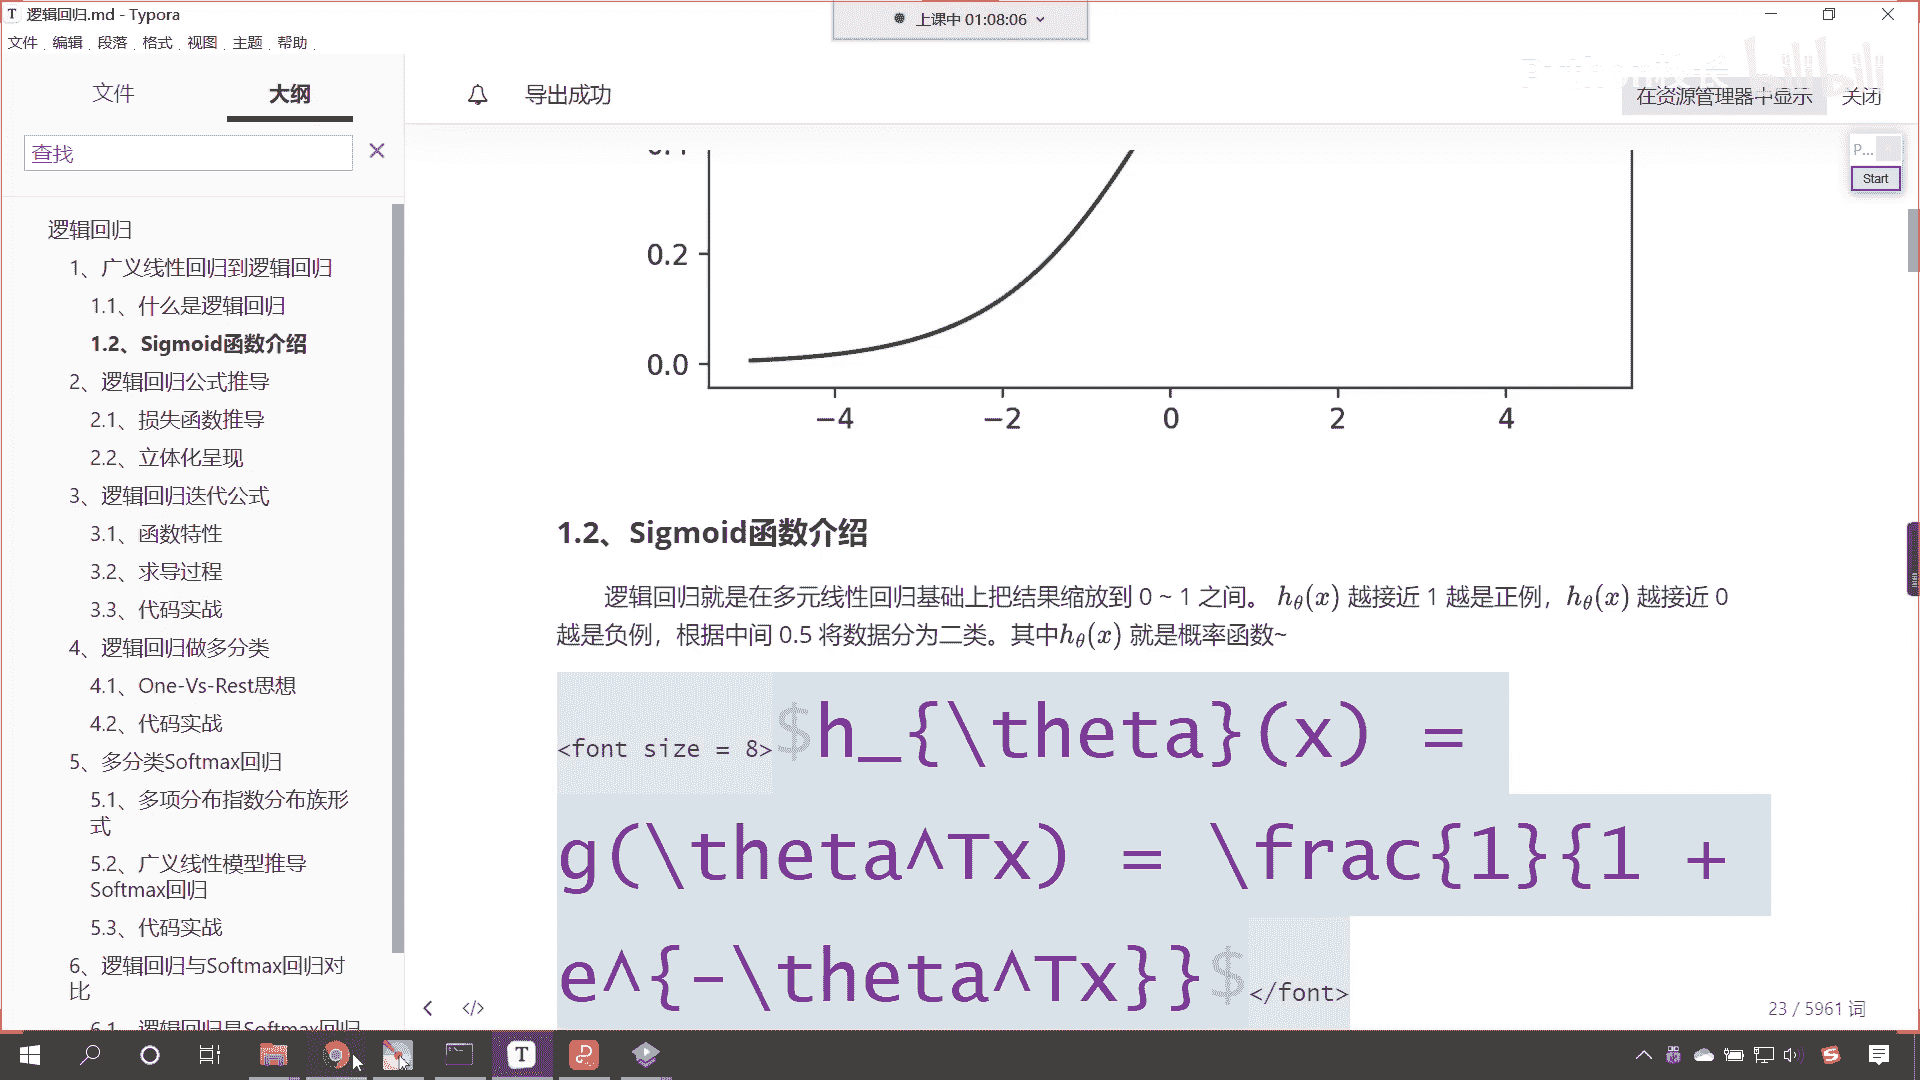 逻辑回归.md - Typora
上课中 01:08:06
文件 编辑 段落 格式 视图 主题 帮助
文件 大纲
导出成功
在资源管理器中显示 关闭
查找
P...
Start
逻辑回归
1、广义线性回归到逻辑回归
1.1、什么是逻辑回归
1.2、Sigmoid函数介绍
2、逻辑回归公式推导
2.1、损失函数推导
2.2、立体化呈现
3、逻辑回归迭代公式
3.1、函数特性
3.2、求导过程
3.3、代码实战
4、逻辑回归做多分类
4.1、One-Vs-Rest思想
4.2、代码实战
5、多分类Softmax回归
5.1、多项分布指数分布族形
式
5.2、广义线性模型推导
Softmax回归
5.3、代码实战
6、逻辑回归与Softmax回归对
比
6.1、逻辑回归是Softmax回归
0.2
0.0
−4 −2 0 2 4
1.2、Sigmoid函数介绍
逻辑回归就是在多元线性回归基础上把结果缩放到 0 ~ 1 之间。 hθ(x) 越接近 1 越是正例，hθ(x) 越接近 0
越是负例，根据中间 0.5 将数据分为二类。其中hθ(x) 就是概率函数~
<font size = 8>$h_{\theta}(x) =
g(\theta^Tx) = \frac{1}{1 +
e^{-\theta^Tx}}$</font>
23 / 5961 词